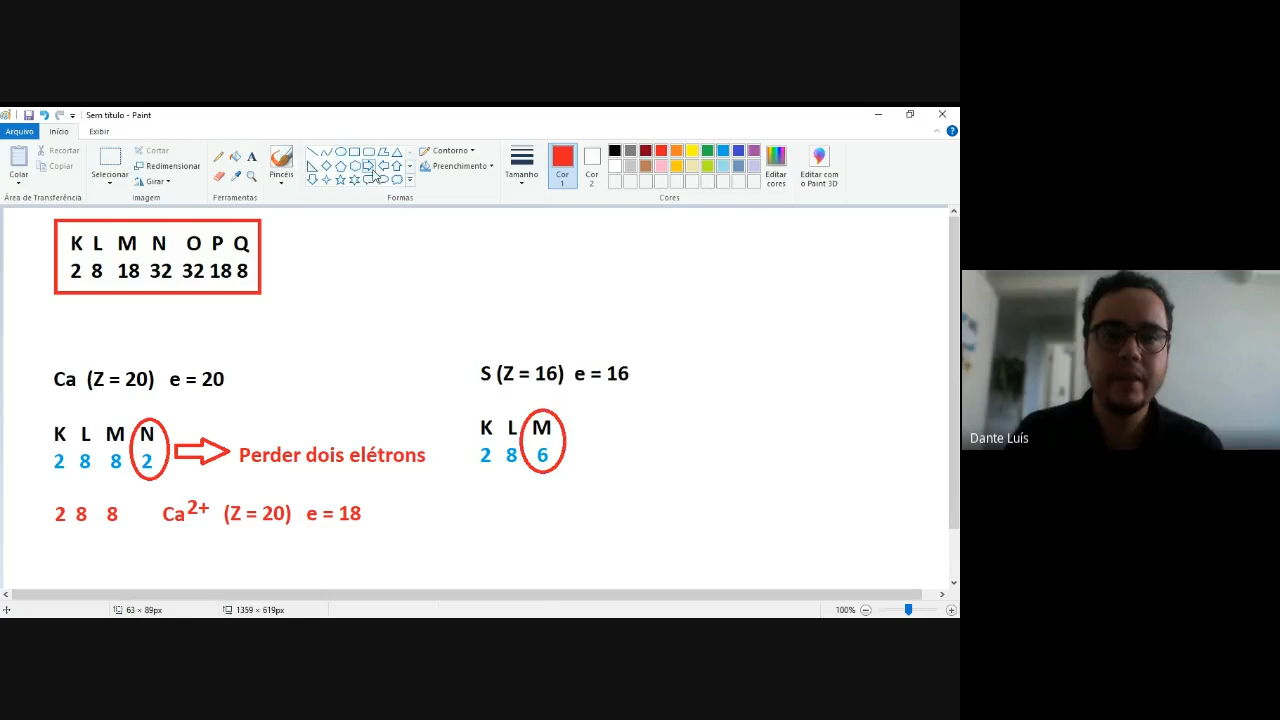 Sem título - Paint
Arquivo Início Exibir
Colar
Recortar
Copiar
Área de Transferência
Selecionar
Cortar
Redimensionar
Girar
Imagem
A
Ferramentas
Pincéis
Contorno
Preenchimento
Formas
Tamanho
Cor 1
Cor 2
Editar cores
Editar com o Paint 3D
Cores
K L M N O P Q
2 8 18 32 32 18 8
Ca (Z = 20) e = 20
K L M N
2 8 8 2
Perder dois elétrons
2 8 8 Ca2+ (Z = 20) e = 18
S (Z = 16) e = 16
K L M
2 8 6
63 × 89px
1359 × 619px
100%
Dante Luís